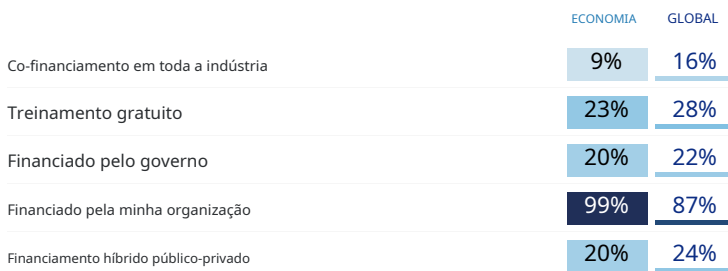 ECONOMIA GLOBAL
Co-financiamento em toda a indústria 9% 16%
Treinamento gratuito 23% 28%
Financiado pelo governo 20% 22%
Financiado pela minha organização 99% 87%
Financiamento híbrido público-privado 20% 24%